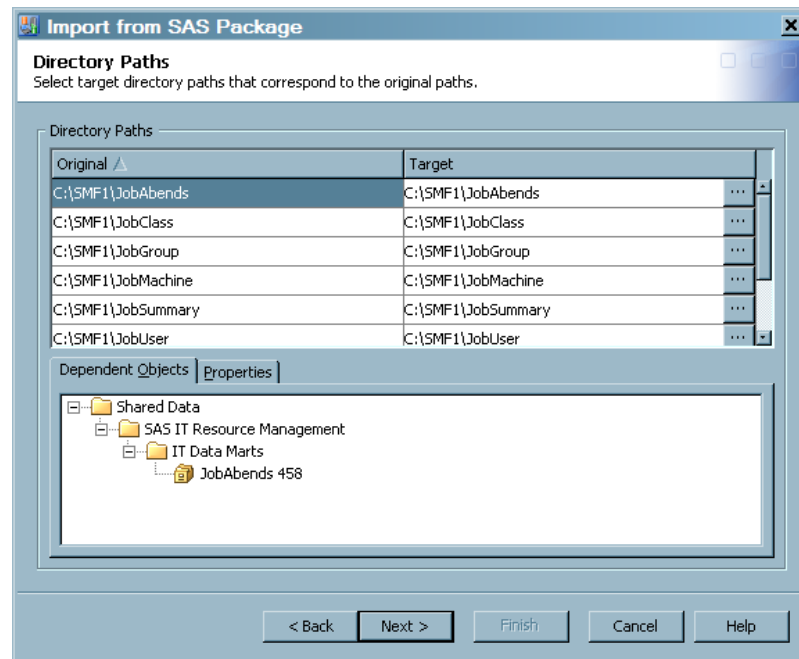 Import from SAS Package
Directory Paths
Select target directory paths that correspond to the original paths.
Directory Paths
Original Target
C:\SMF1\JobAbends C:\SMF1\JobAbends ...
C:\SMF1\JobClass C:\SMF1\JobClass ...
C:\SMF1\JobGroup C:\SMF1\JobGroup ...
C:\SMF1\JobMachine C:\SMF1\JobMachine ...
C:\SMF1\JobSummary C:\SMF1\JobSummary ...
C:\SMF1\JobUser C:\SMF1\JobUser ...
Dependent Objects Properties
Shared Data
SAS IT Resource Management
IT Data Marts
JobAbends 458
< Back Next > Finish Cancel Help